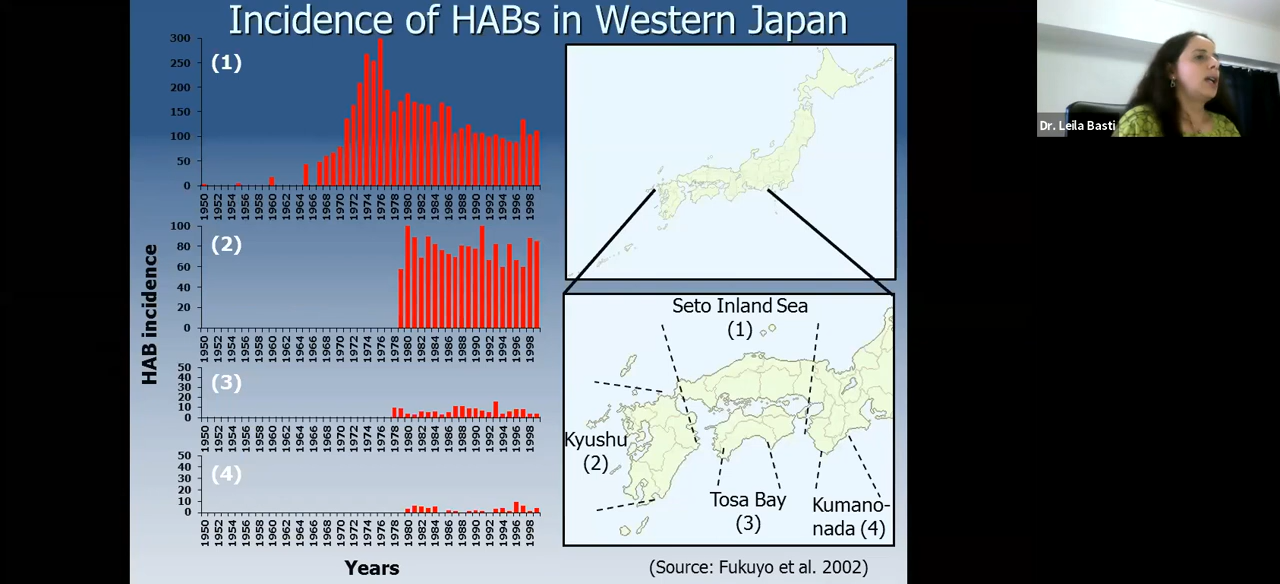 Incidence of HABs in Western Japan
HAB incidence
(1)
300
250
200
150
100
50
0
1950 1952 1954 1956 1958 1960 1962 1964 1966 1968 1970 1972 1974 1976 1978 1980 1982 1984 1986 1988 1990 1992 1994 1996 1998
(2)
100
80
60
40
20
0
1950 1952 1954 1956 1958 1960 1962 1964 1966 1968 1970 1972 1974 1976 1978 1980 1982 1984 1986 1988 1990 1992 1994 1996 1998
(3)
50
40
30
20
10
0
1950 1952 1954 1956 1958 1960 1962 1964 1966 1968 1970 1972 1974 1976 1978 1980 1982 1984 1986 1988 1990 1992 1994 1996 1998
(4)
50
40
30
20
10
0
1950 1952 1954 1956 1958 1960 1962 1964 1966 1968 1970 1972 1974 1976 1978 1980 1982 1984 1986 1988 1990 1992 1994 1996 1998
Years
Seto Inland Sea
(1)
Kyushu
(2)
Tosa Bay
(3)
Kumano-
nada (4)
(Source: Fukuyo et al. 2002)
Dr. Leila Basti